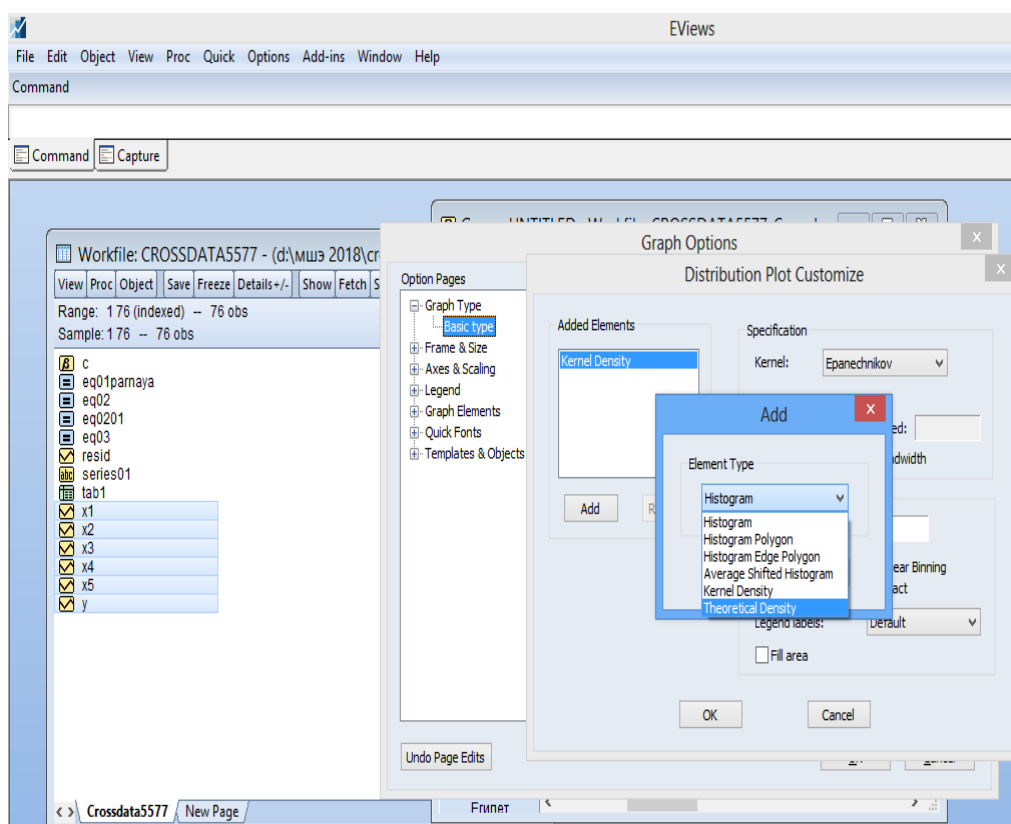 EViews
File Edit Object View Proc Quick Options Add-ins Window Help
Command
Command Capture
Workfile: CROSSDATA5577 - (d:\мшэ 2018\cr
View Proc Object Save Freeze Details+/- Show Fetch S
Range: 1 76 (indexed) -- 76 obs
Sample: 1 76 -- 76 obs
c
eq01parnaya
eq02
eq0201
eq03
resid
series01
tab1
x1
x2
x3
x4
x5
y
Crossdata5577 New Page
Graph Options
Option Pages
Graph Type
Basic type
Frame & Size
Axes & Scaling
Legend
Graph Elements
Quick Fonts
Templates & Objects
Undo Page Edits
Distribution Plot Customize
Added Elements
Kernel Density
Add
Specification
Kernel: Epanechnikov
Legend labels: Default
Fill area
OK Cancel
Add
Element Type
Histogram
Histogram
Histogram Polygon
Histogram Edge Polygon
Average Shifted Histogram
Kernel Density
Theoretical Density
Египет